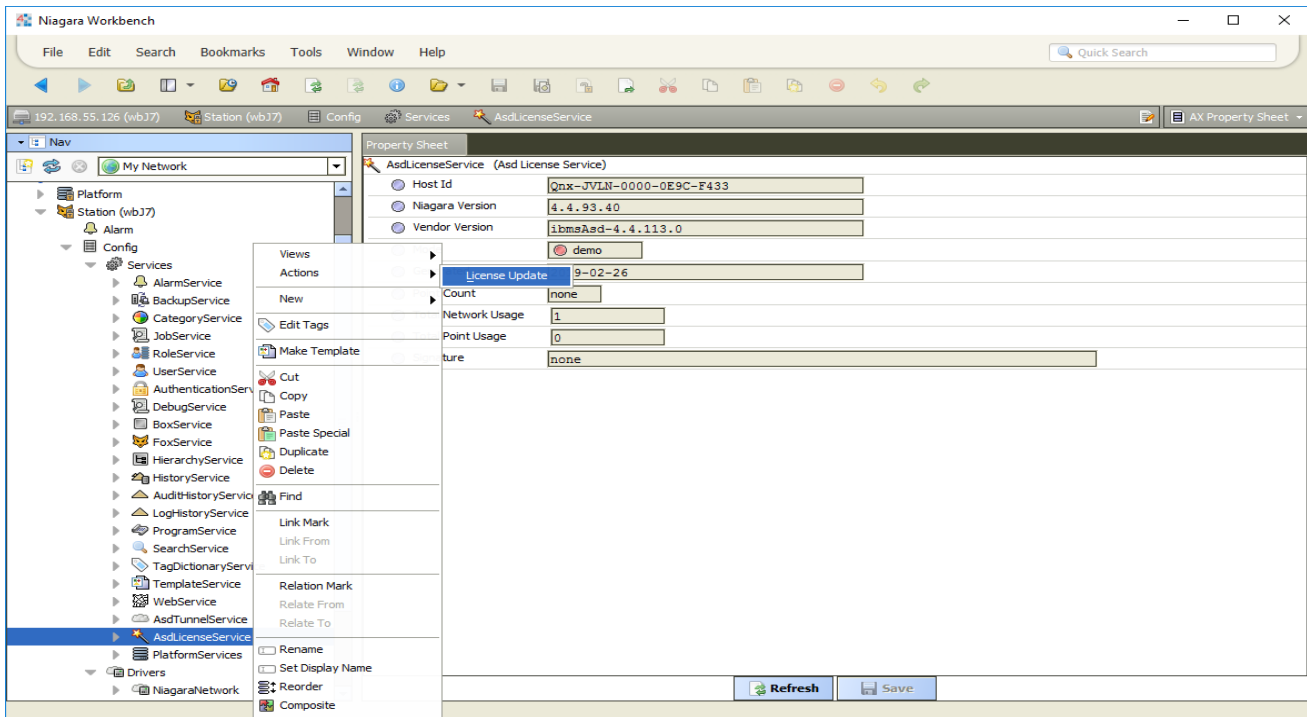 Niagara Workbench
File Edit Search Bookmarks Tools Window Help
Quick Search
192.168.55.126 (wbJ7) Station (wbJ7) Config Services AsdLicenseService AX Property Sheet
Nav
My Network
Platform
Station (wbJ7)
Alarm
Config
Services
AlarmService
BackupService
CategoryService
JobService
RoleService
UserService
AuthenticationServ
DebugService
BoxService
FoxService
HierarchyService
HistoryService
AuditHistoryService
LogHistoryService
ProgramService
SearchService
TagDictionaryServi
TemplateService
WebService
AsdTunnelService
AsdLicenseService
PlatformServices
Drivers
NiagaraNetwork
Views
Actions
New
Edit Tags
Make Template
Cut
Copy
Paste
Paste Special
Duplicate
Delete
Find
Link Mark
Link From
Link To
Relation Mark
Relate From
Relate To
Rename
Set Display Name
Reorder
Composite
License Update
Property Sheet
AsdLicenseService (Asd License Service)
Host Id Qnx-JVLN-0000-0E9C-F433
Niagara Version 4.4.93.40
Vendor Version ibmsAsd-4.4.113.0
demo
9-02-26
Count none
Network Usage 1
Point Usage 0
ture none
Refresh Save